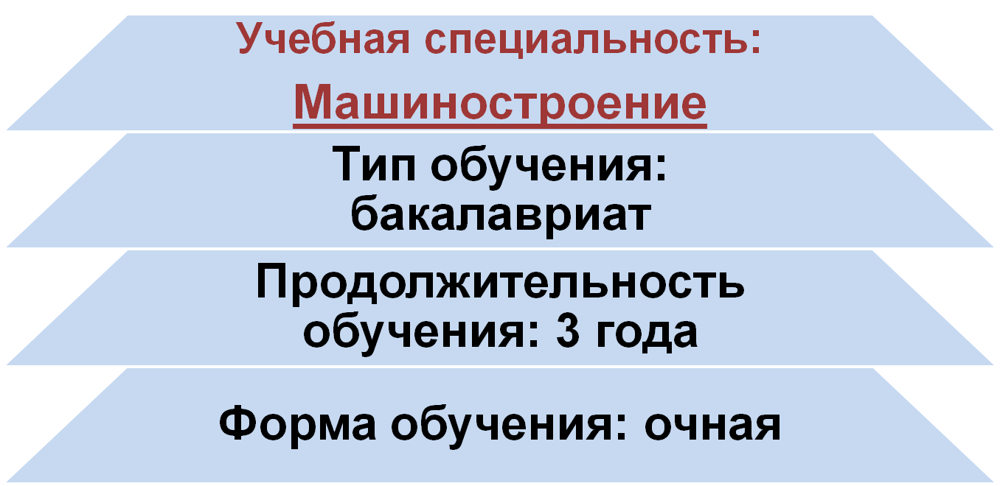 Учебная специальность:
Машиностроение
Тип обучения:
бакалавриат
Продолжительность
обучения: 3 года
Форма обучения: очная